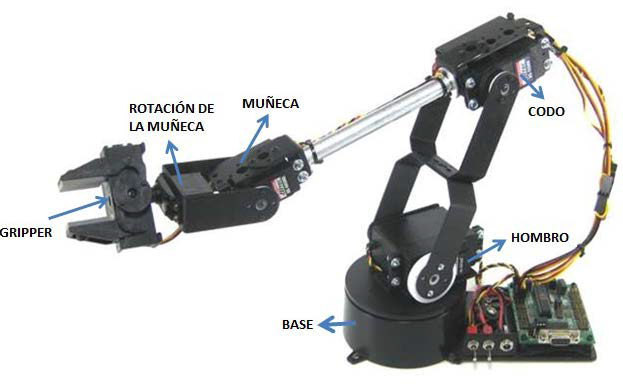 ROTACIÓN DE
LA MUÑECA
MUÑECA
CODO
GRIPPER
HOMBRO
BASE